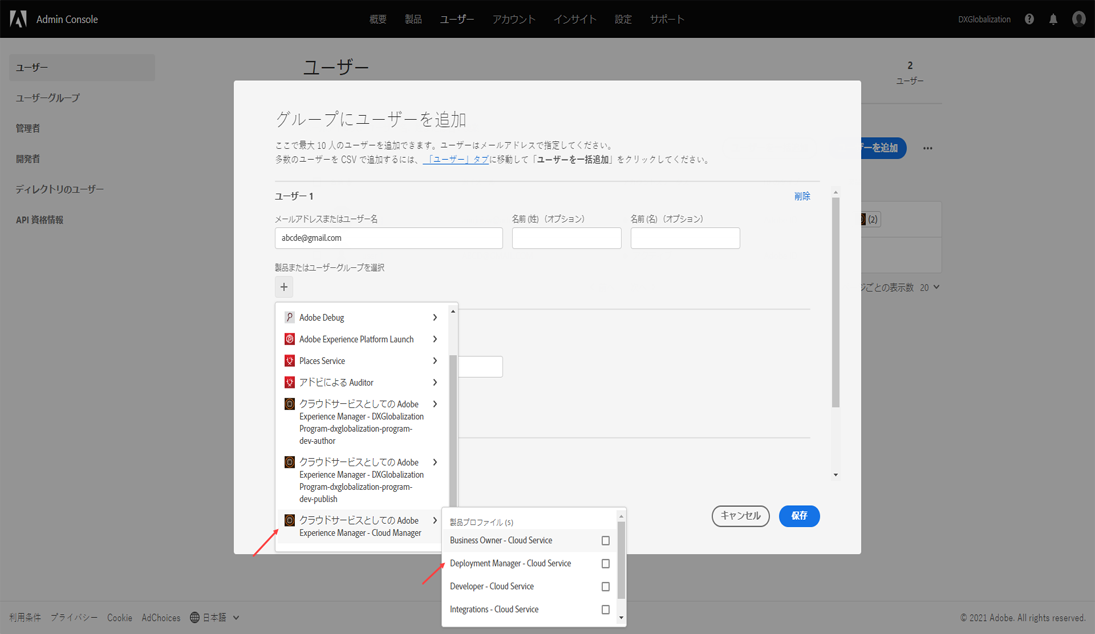 Admin Console
概要 製品 ユーザー アカウント インサイト 設定 サポート
DXGlobalization
ユーザー
ユーザーグループ
管理者
開発者
ディレクトリのユーザー
API 資格情報
ユーザー
2
ユーザー
ーを追加
(2)
ジごとの表示数 20
グループにユーザーを追加
ここで最大 10 人のユーザーを追加できます。ユーザーはメールアドレスで指定してください。
多数のユーザーを CSV で追加するには、「ユーザー」タブに移動して「ユーザーを一括追加」をクリックしてください。
ユーザー 1
削除
メールアドレスまたはユーザー名
名前 (姓) （オプション）
名前 (名) （オプション）
abcde@gmail.com
製品またはユーザーグループを選択
+
Adobe Debug
Adobe Experience Platform Launch
Places Service
アドビによる Auditor
クラウドサービスとしての Adobe
Experience Manager - DXGlobalization
Program-dxglobalization-program-
dev-author
クラウドサービスとしての Adobe
Experience Manager - DXGlobalization
Program-dxglobalization-program-
dev-publish
クラウドサービスとしての Adobe
Experience Manager - Cloud Manager
製品プロファイル (5)
Business Owner - Cloud Service
Deployment Manager - Cloud Service
Developer - Cloud Service
Integrations - Cloud Service
キャンセル
保存
利用条件 プライバシー Cookie AdChoices 日本語
© 2021 Adobe. All rights reserved.